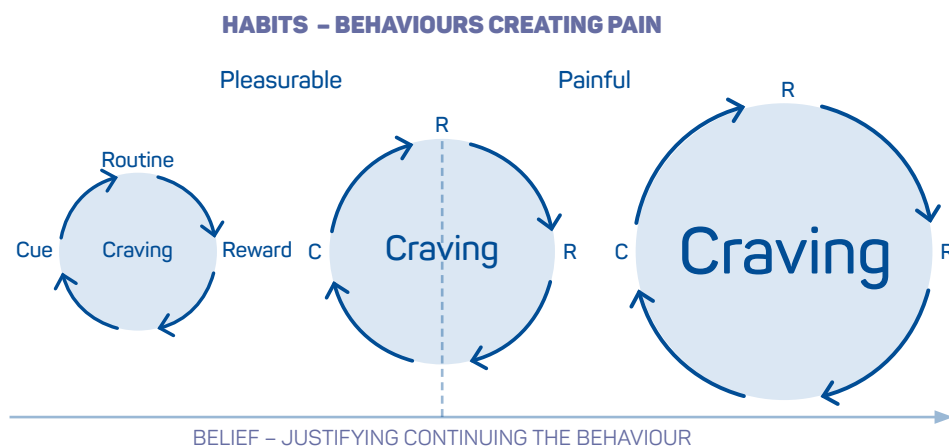 HABITS – BEHAVIOURS CREATING PAIN
Pleasurable
Painful
Routine
Cue
Craving
Reward
R
C
Craving
R
R
C
Craving
R
BELIEF – JUSTIFYING CONTINUING THE BEHAVIOUR